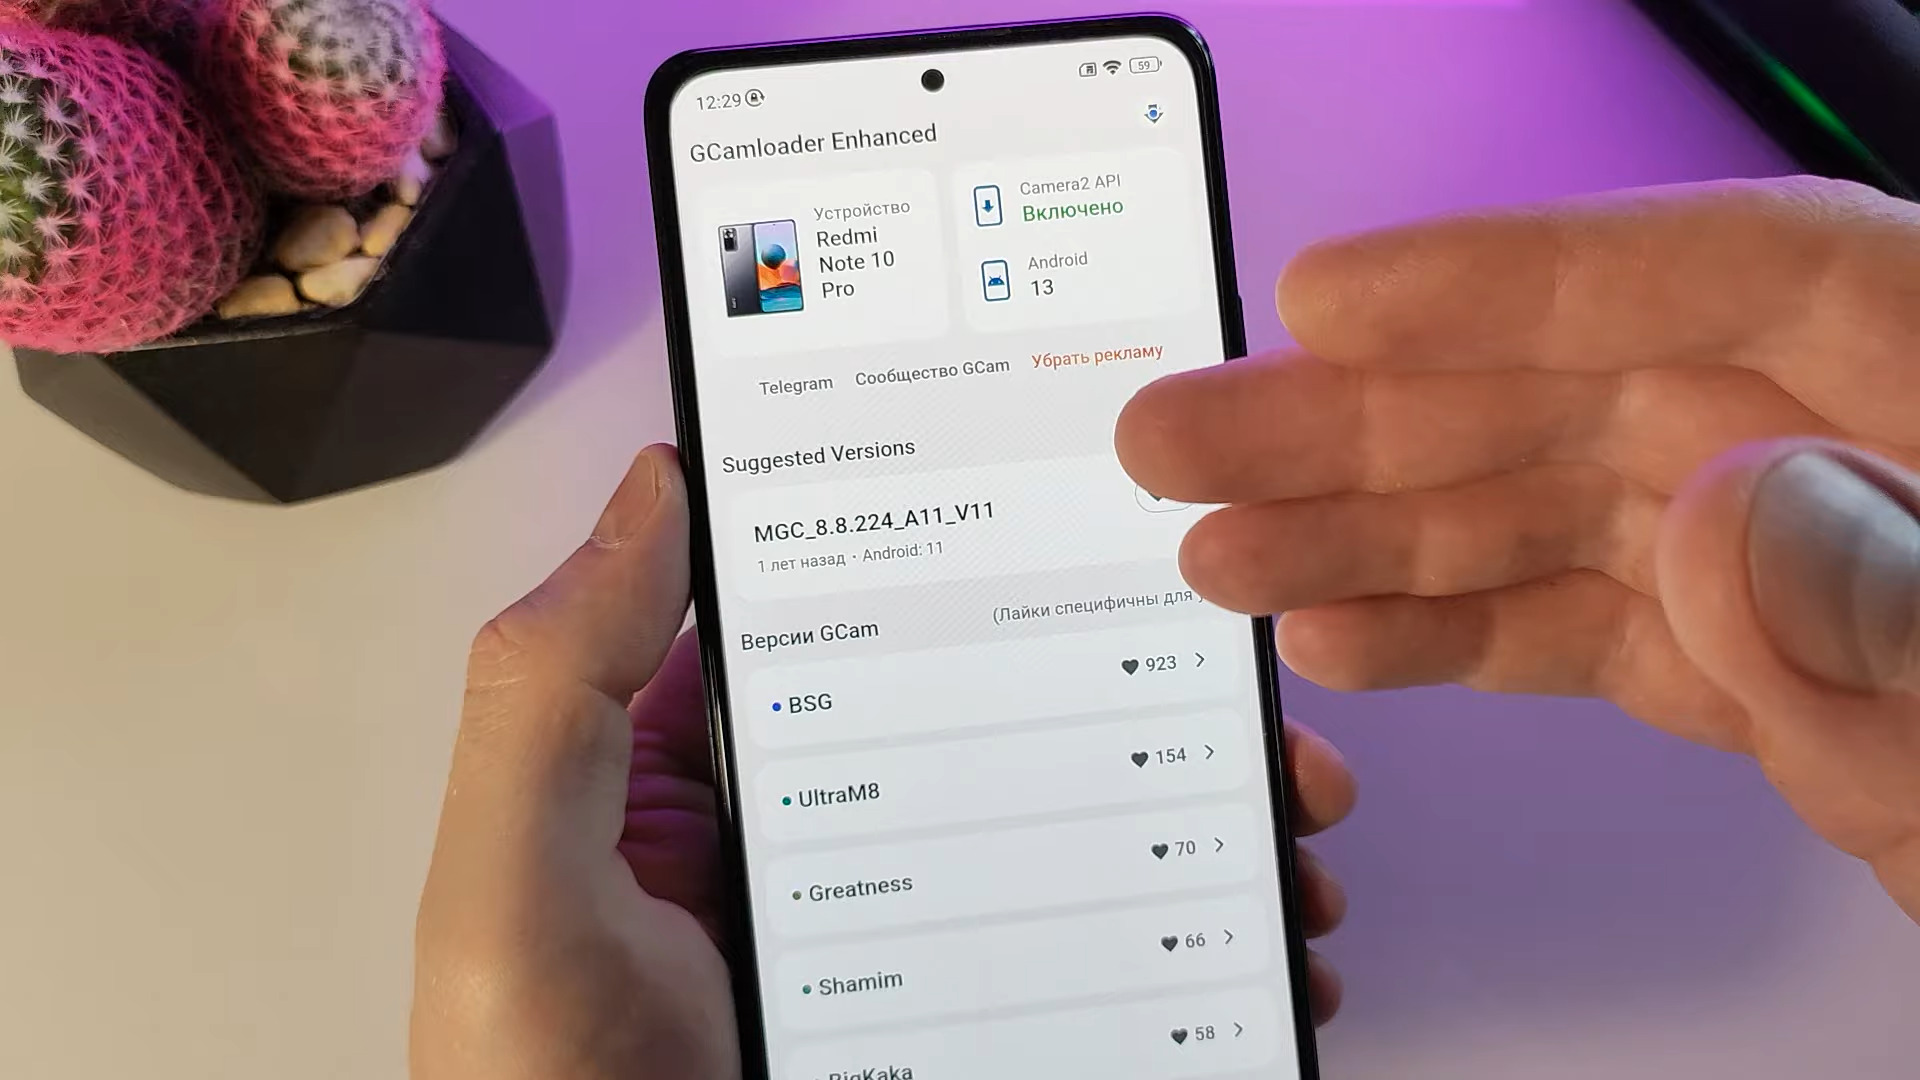 12:29
59
GCamloader Enhanced
Устройство
Redmi
Note 10
Pro
Camera2 API
Включено
Android
13
Telegram
Сообщество GCam
Убрать рекламу
Suggested Versions
MGC_8.8.224_A11_V11
1 лет назад · Android: 11
Версии GCam
(Лайки специфичны для
BSG
923
UltraM8
154
Greatness
70
Shamim
66
BigKaka
58